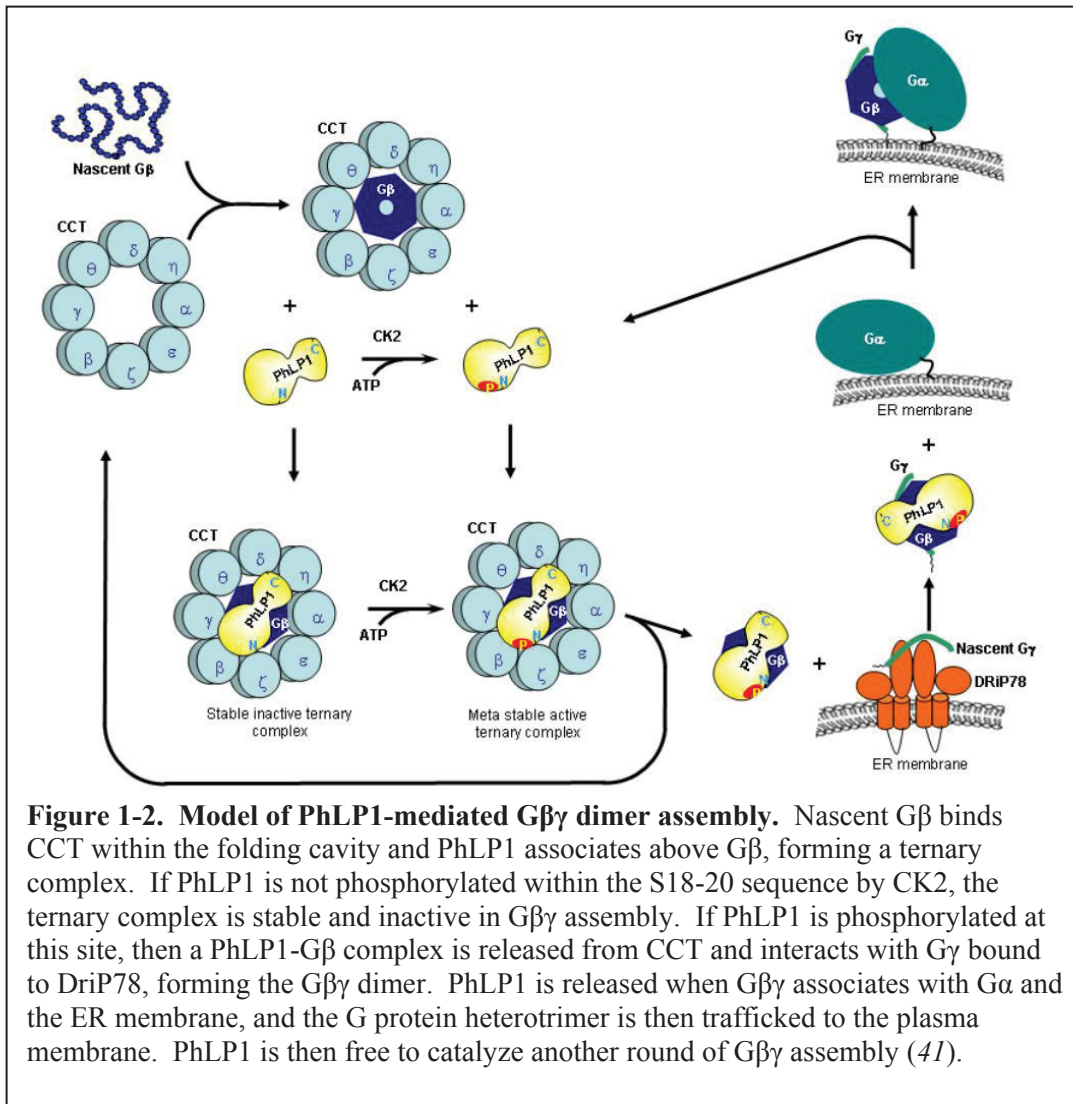 Nascent Gβ
CCT
θ
δ
η
γ
Gβ
α
β
ζ
ε
CCT
θ
δ
η
γ
α
β
ζ
ε
+
+
PhLP1
C
N
CK2
ATP
PhLP1
C
P
N
CCT
θ
δ
η
γ
PhLP1
C
Gβ
α
N
β
ζ
ε
Stable inactive ternary
complex
CK2
ATP
CCT
θ
δ
η
γ
PhLP1
C
Gβ
α
P
N
β
ζ
ε
Meta stable active
ternary complex
PhLP1
C
Gβ
N
P
+
Nascent Gγ
DRiP78
ER membrane
Gγ
C
PhLP1
N
P
Gβ
+
Gα
ER membrane
Gγ
Gα
Gβ
ER membrane
Figure 1-2. Model of PhLP1-mediated Gβγ dimer assembly. Nascent Gβ binds
CCT within the folding cavity and PhLP1 associates above Gβ, forming a ternary
complex. If PhLP1 is not phosphorylated within the S18-20 sequence by CK2, the
ternary complex is stable and inactive in Gβγ assembly. If PhLP1 is phosphorylated at
this site, then a PhLP1-Gβ complex is released from CCT and interacts with Gγ bound
to DriP78, forming the Gβγ dimer. PhLP1 is released when Gβγ associates with Gα and
the ER membrane, and the G protein heterotrimer is then trafficked to the plasma
membrane. PhLP1 is then free to catalyze another round of Gβγ assembly (41).